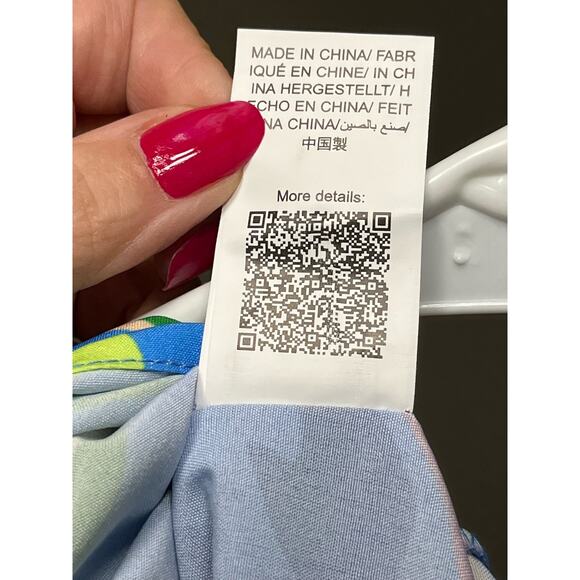 MADE IN CHINA/ FABR
IQUÉ EN CHINE/ IN CH
INA HERGESTELLT/ H
ECHO EN CHINA/ FEIT
NA CHINA/صنع بالصين/
中国製
More details: